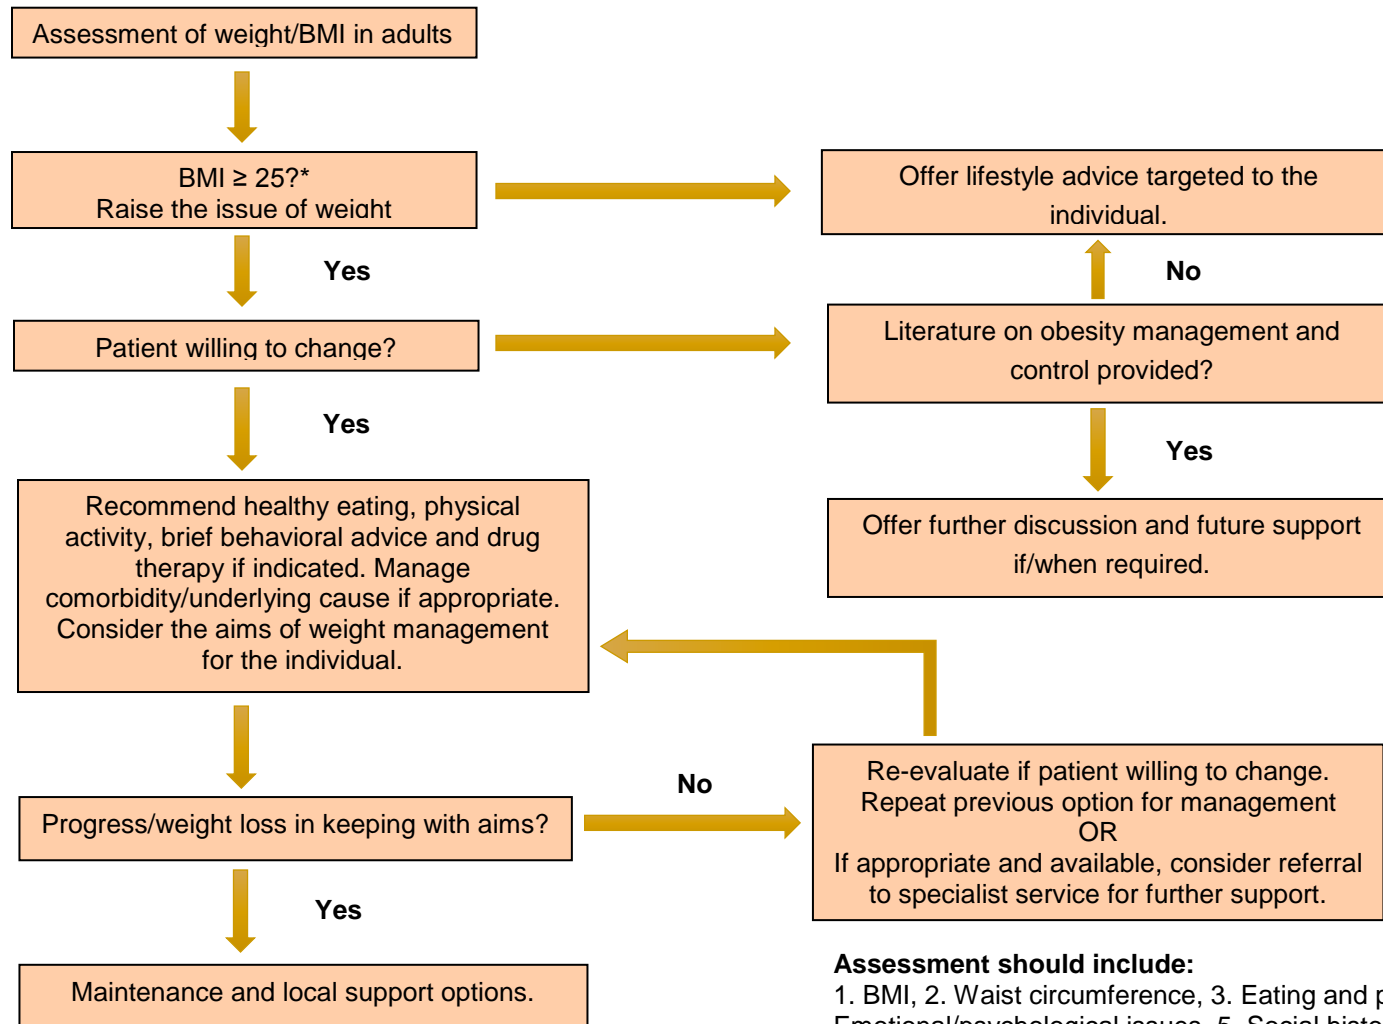 Assessment of weight/BMI in adults
BMI ≥ 25?*
Raise the issue of weight
Offer lifestyle advice targeted to the
individual.
Yes
No
Patient willing to change?
Literature on obesity management and
control provided?
Yes
Yes
Recommend healthy eating, physical
activity, brief behavioral advice and drug
therapy if indicated. Manage
comorbidity/underlying cause if appropriate.
Consider the aims of weight management
for the individual.
Offer further discussion and future support
if/when required.
No
Progress/weight loss in keeping with aims?
Re-evaluate if patient willing to change.
Repeat previous option for management
OR
If appropriate and available, consider referral
to specialist service for further support.
Yes
Maintenance and local support options.
Assessment should include:
1. BMI, 2. Waist circumference, 3. Eating and
Emotional/psychological issues, 5. Social